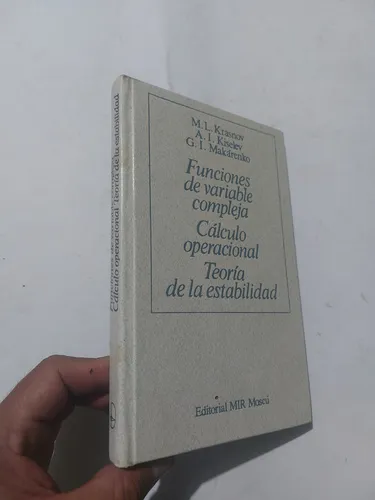 M. L. Krasnov
A. I. Kiseliev
G. I. Makárenko
Funciones
de variable
compleja
Cálculo
operacional
Teoría
de la estabilidad
Editorial MIR Moscú
Cálculo operacional Teoría de la estabilidad